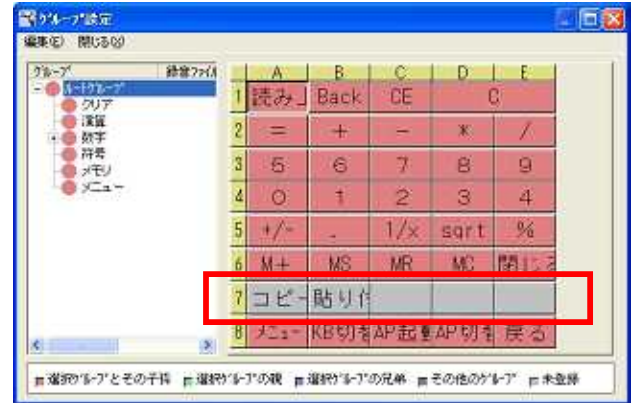 ｸﾞﾙｰﾌﾟ設定
編集(E) 閉じる(X)
ｸﾞﾙｰﾌﾟ 録音ﾌｧｲﾙ
ﾙｰﾄｸﾞﾙｰﾌﾟ
クリア
演算
数字
符号
メモリ
メニュー
A B C D E
1 読み Back CE C
2 = + - * /
3 5 6 7 8 9
4 0 1 2 3 4
5 +/- . 1/x sqrt %
6 M+ MS MR MC 閉じる
7 コピー 貼り付
8 ﾒﾆｭｰ KB切替 AP起動 AP切替 戻る
選択ｸﾞﾙｰﾌﾟとその子孫 選択ｸﾞﾙｰﾌﾟの親 選択ｸﾞﾙｰﾌﾟの兄弟 その他のｸﾞﾙｰﾌﾟ 未登録